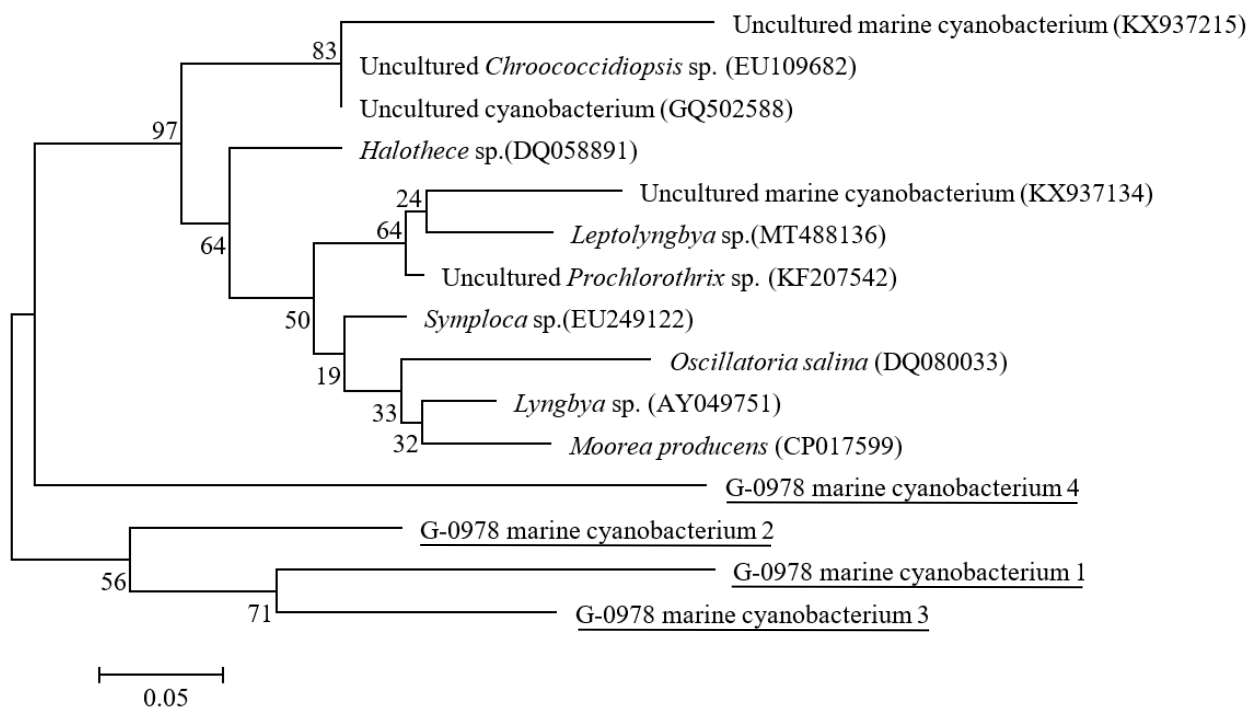 Uncultured marine cyanobacterium (KX937215)
83
Uncultured Chroococcidiopsis sp. (EU109682)
Uncultured cyanobacterium (GQ502588)
97
Halothece sp.(DQ058891)
24
Uncultured marine cyanobacterium (KX937134)
64
Leptolyngbya sp.(MT488136)
64
Uncultured Prochlorothrix sp. (KF207542)
50
Symploca sp.(EU249122)
Oscillatoria salina (DQ080033)
19
Lyngbya sp. (AY049751)
33
32
Moorea producens (CP017599)
G-0978 marine cyanobacterium 4
G-0978 marine cyanobacterium 2
56
G-0978 marine cyanobacterium 1
71
G-0978 marine cyanobacterium 3
0.05